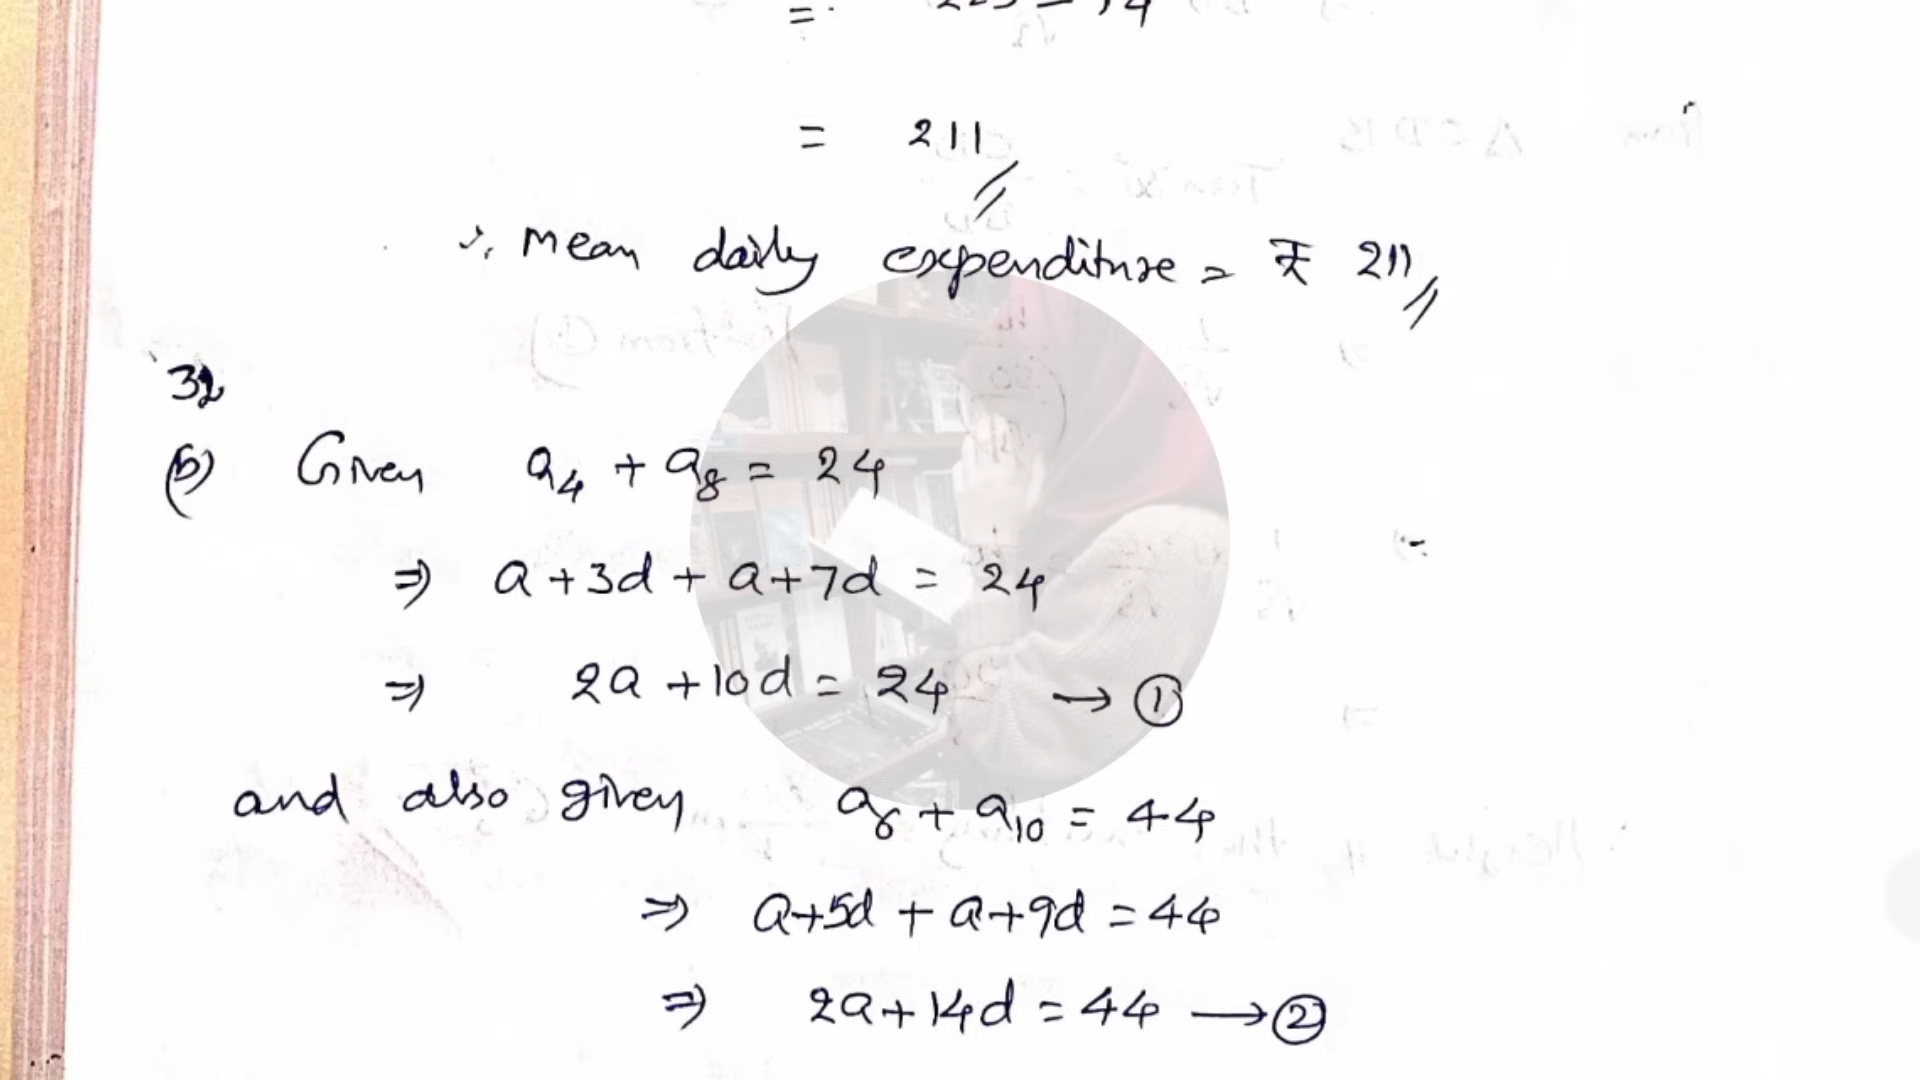 = 211
∴ Mean daily expenditure = ₹ 211
32
(b) Given a₄ + a₈ = 24
⇒ a+3d + a+7d = 24
⇒ 2a + 10d = 24 → ①
and also given a₆ + a₁₀ = 44
⇒ a+5d + a+9d = 44
⇒ 2a + 14d = 44 → ②